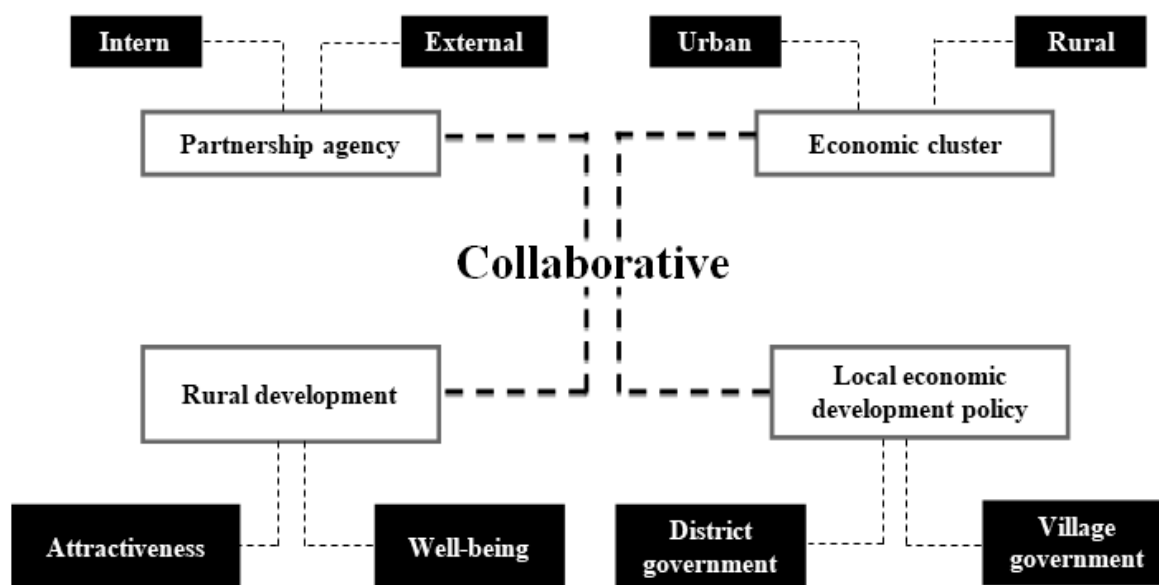 Intern
External
Urban
Rural
Partnership agency
Economic cluster
Collaborative
Rural development
Local economic
development policy
Attractiveness
Well-being
District
government
Village
government